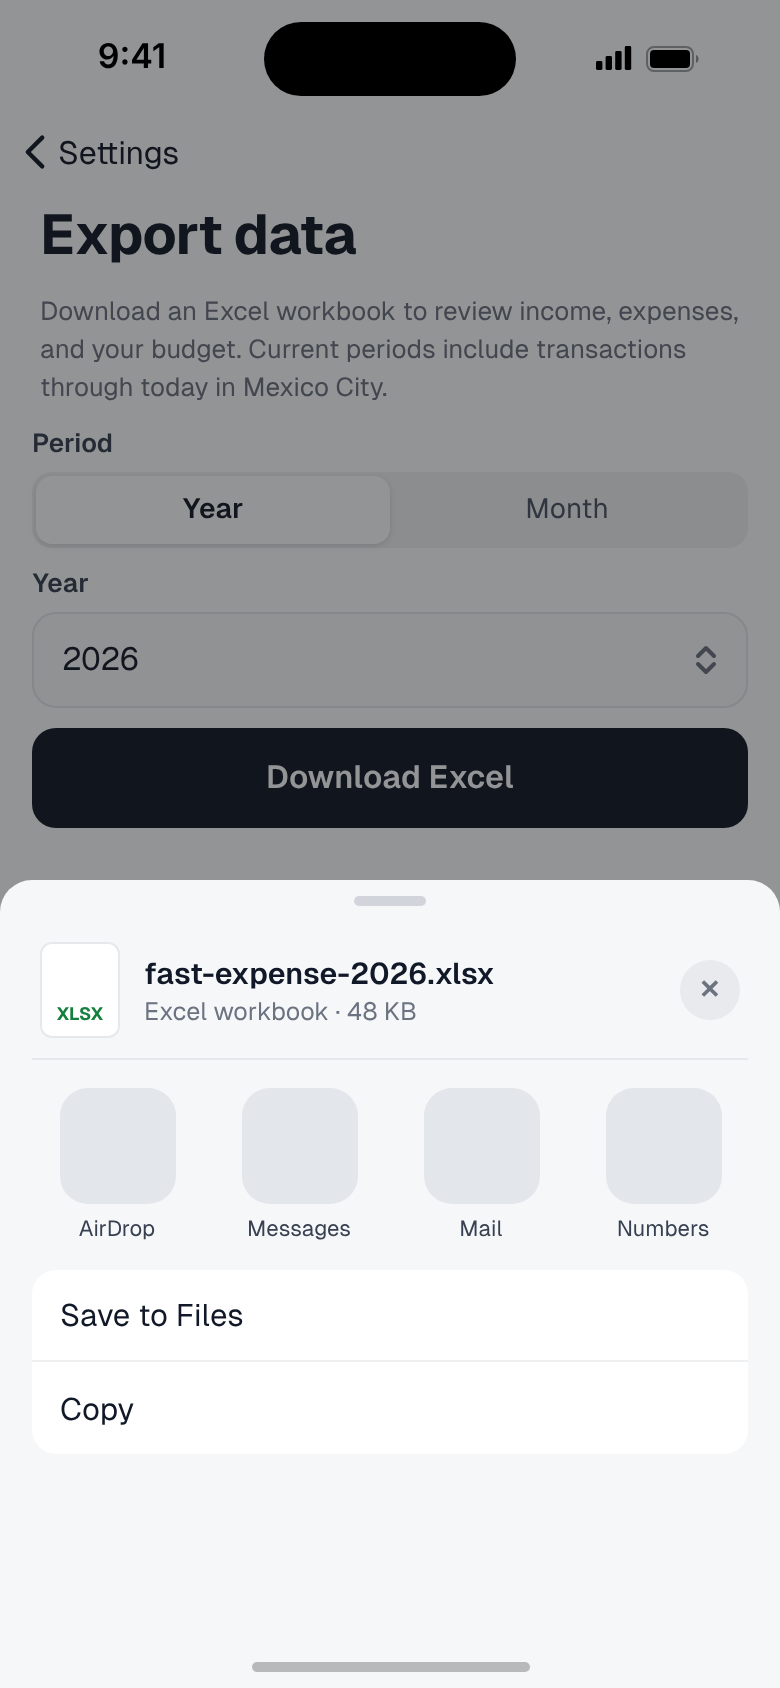 9:41
Settings
Export data
Download an Excel workbook to review income, expenses,
and your budget. Current periods include transactions
through today in Mexico City.
Period
Year
Month
Year
2026
Download Excel
XLSX
fast-expense-2026.xlsx
Excel workbook · 48 KB
AirDrop
Messages
Mail
Numbers
Save to Files
Copy